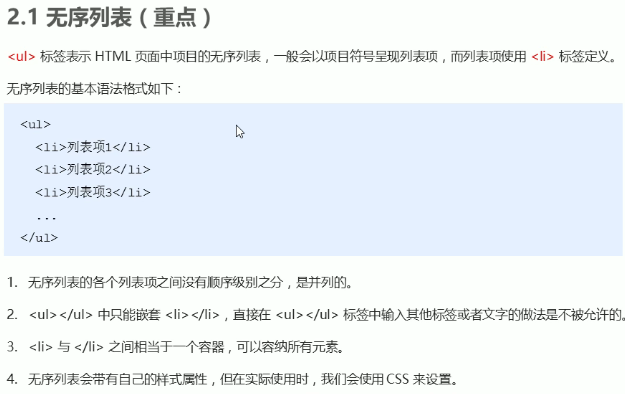 2.1 无序列表（重点）
<ul> 标签表示 HTML 页面中项目的无序列表，一般会以项目符号呈现列表项，而列表项使用 <li> 标签定义。
无序列表的基本语法格式如下：
<ul>
  <li>列表项1</li>
  <li>列表项2</li>
  <li>列表项3</li>
  ...
</ul>
1. 无序列表的各个列表项之间没有顺序级别之分，是并列的。
2. <ul></ul> 中只能嵌套 <li></li>，直接在 <ul></ul> 标签中输入其他标签或者文字的做法是不被允许的。
3. <li> 与 </li> 之间相当于一个容器，可以容纳所有元素。
4. 无序列表会带有自己的样式属性，但在实际使用时，我们会使用 CSS 来设置。